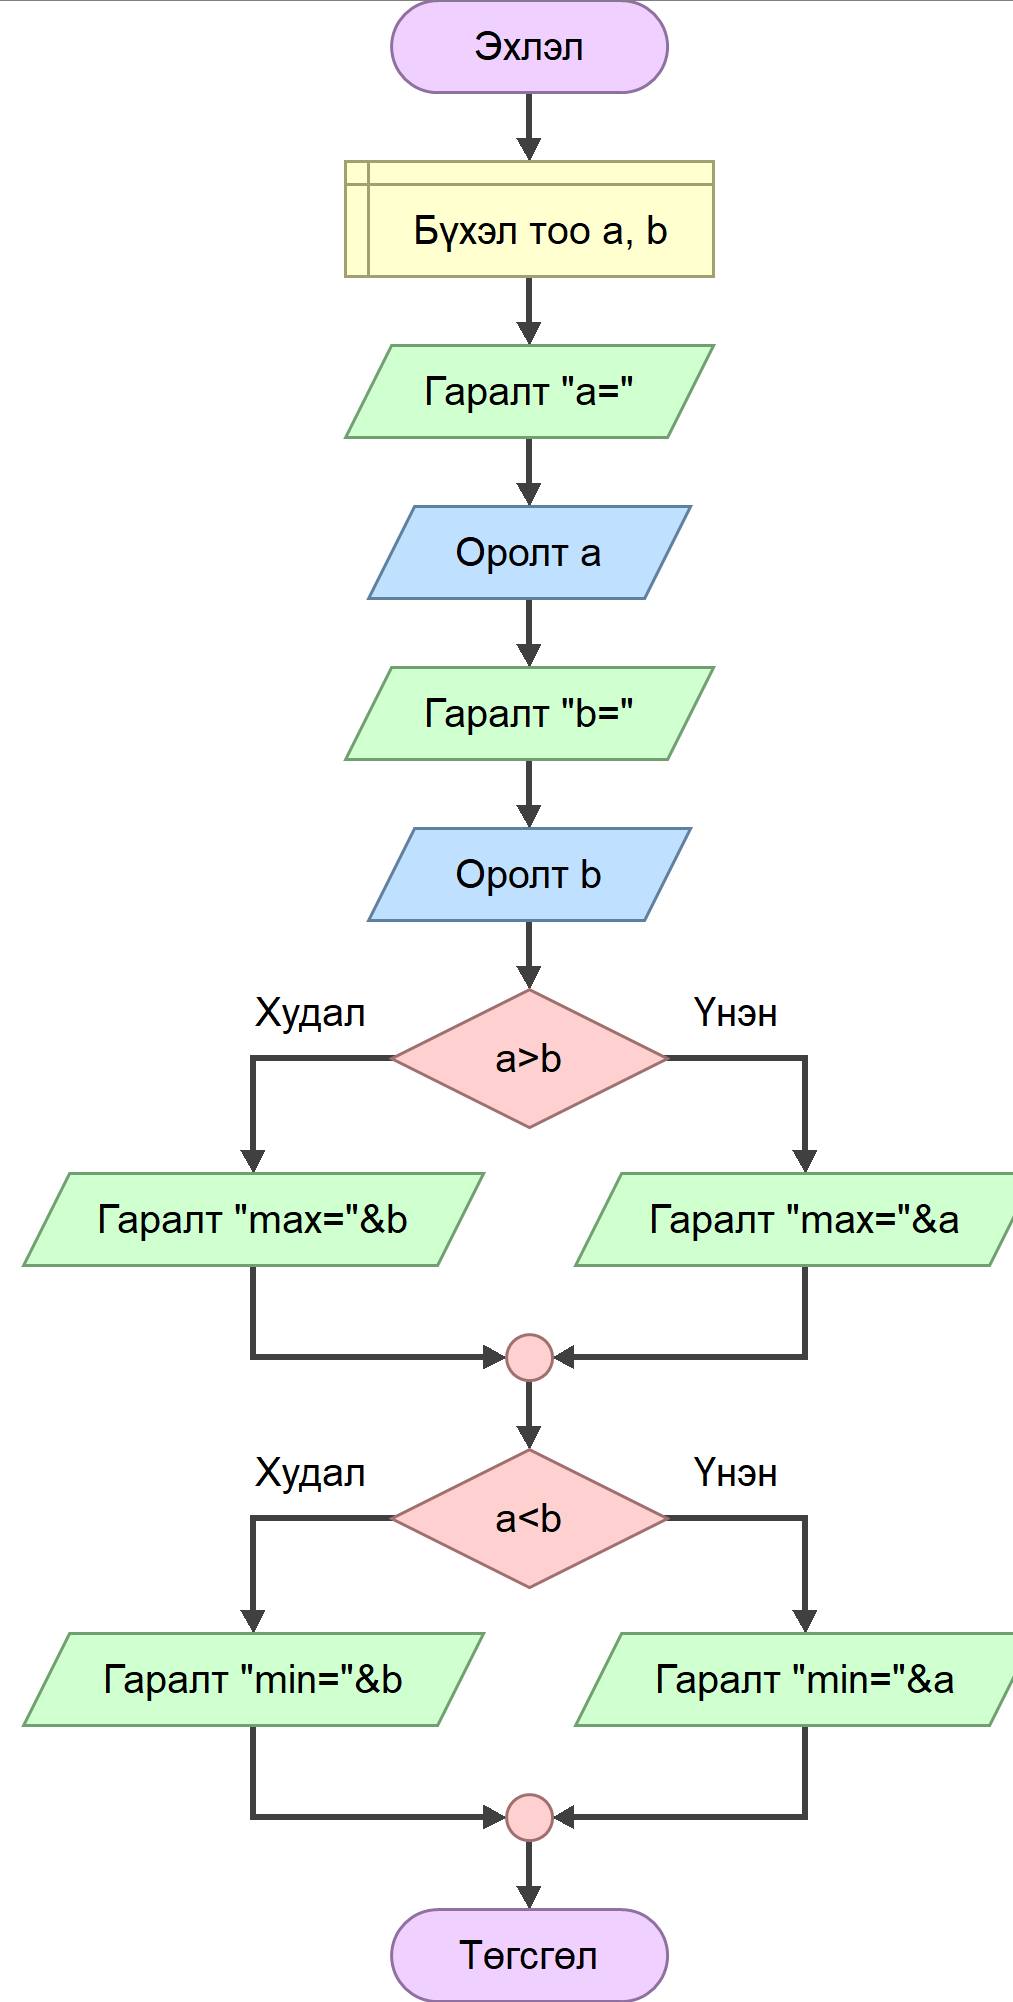 Эхлэл
Бүхэл тоо a, b
Гаралт "a="
Оролт a
Гаралт "b="
Оролт b
Худал
Үнэн
a>b
Гаралт "max="&b
Гаралт "max="&a
Худал
Үнэн
a<b
Гаралт "min="&b
Гаралт "min="&a
Төгсгөл